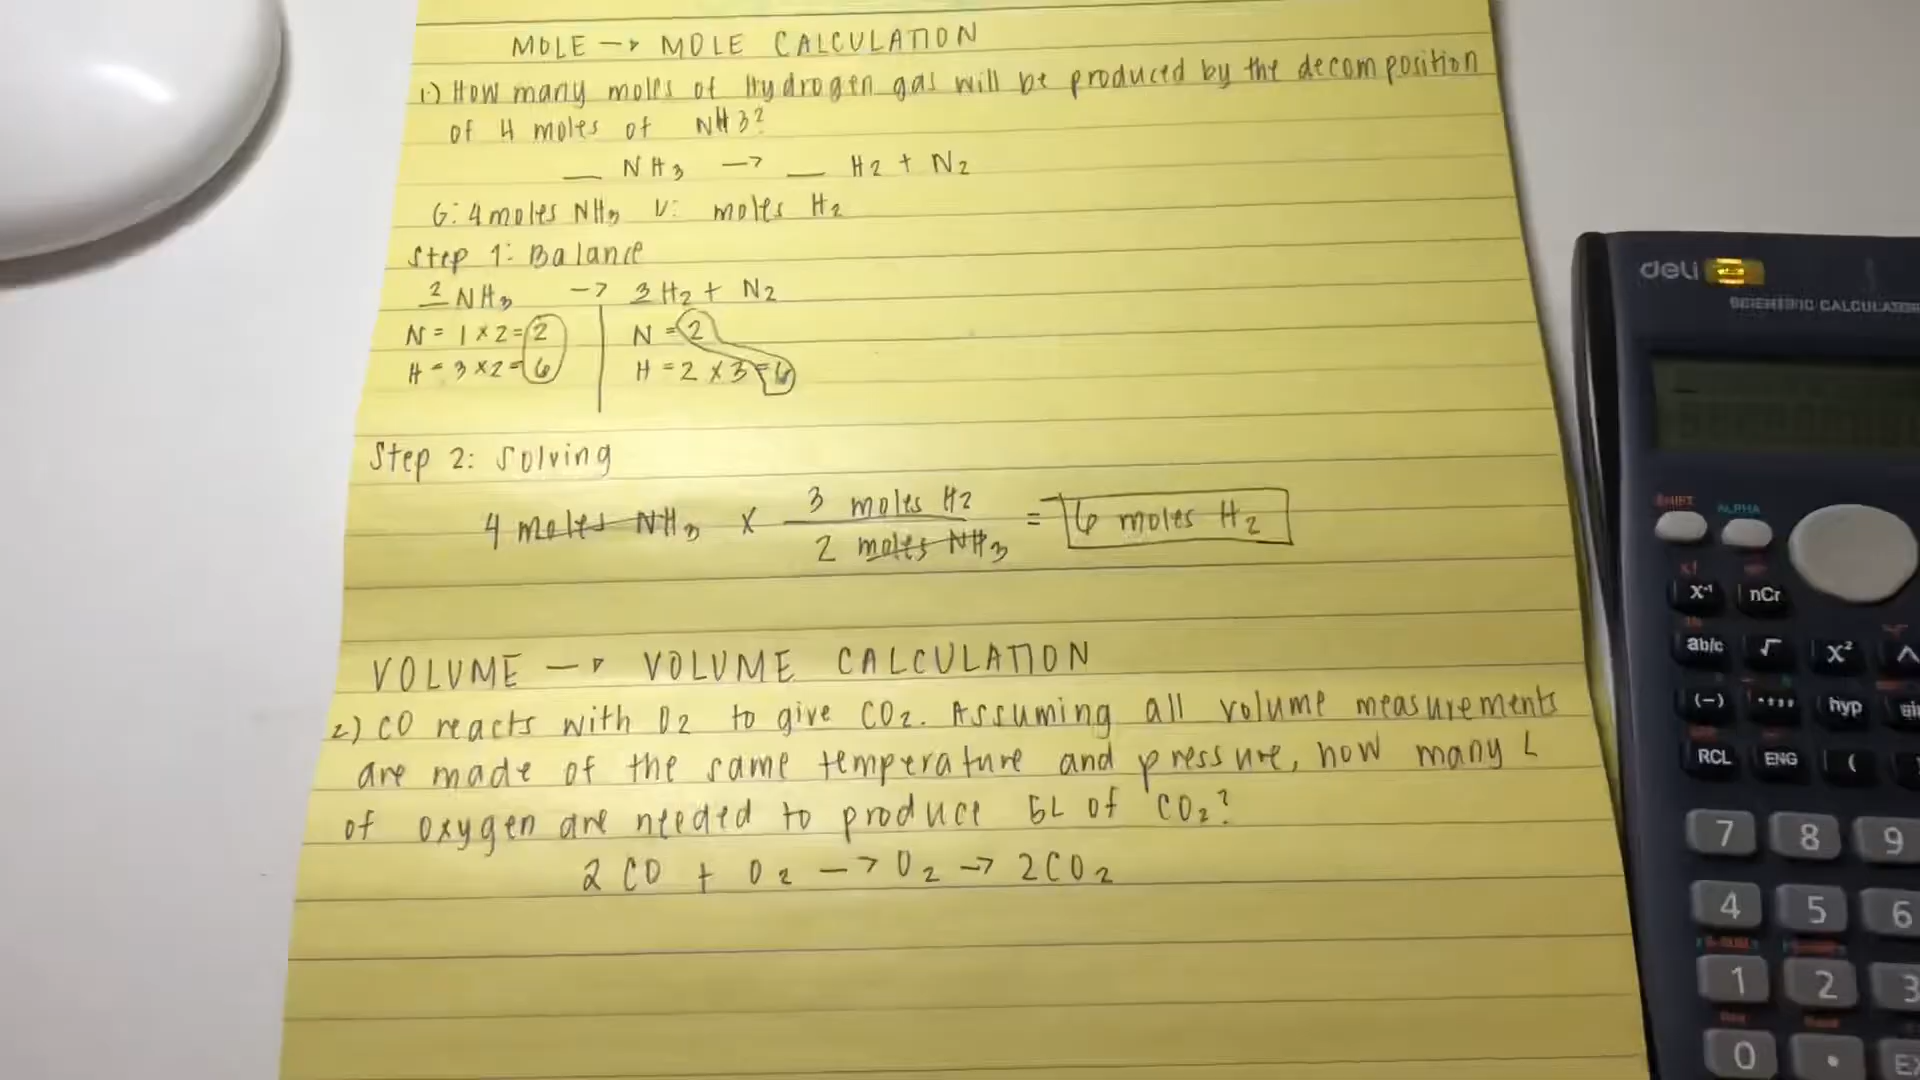 MOLE → MOLE CALCULATION
1.) How many moles of Hydrogen gas will be produced by the decomposition
of 4 moles of NH3?
__ NH3 → __ H2 + N2
G: 4 moles NH3 U: moles H2
Step 1: Balance
2 NH3 → 3 H2 + N2
N = 1 x 2 = 2 N = 2
H = 3 x 2 = 6 H = 2 x 3 = 6
Step 2: Solving
4 moles NH3 x 3 moles H2 = 6 moles H2
2 moles NH3
VOLUME → VOLUME CALCULATION
2.) CO reacts with O2 to give CO2. Assuming all volume measurements
are made of the same temperature and pressure, how many L
of oxygen are needed to produce 5L of CO2?
2 CO + O2 → O2 → 2CO2
deli
SCIENTIFIC CALCULATOR
SHIFT ALPHA
X-1 nCr
ab/c √ X²
(-) hyp
RCL ENG (
7 8 9
4 5 6
1 2 3
0 .